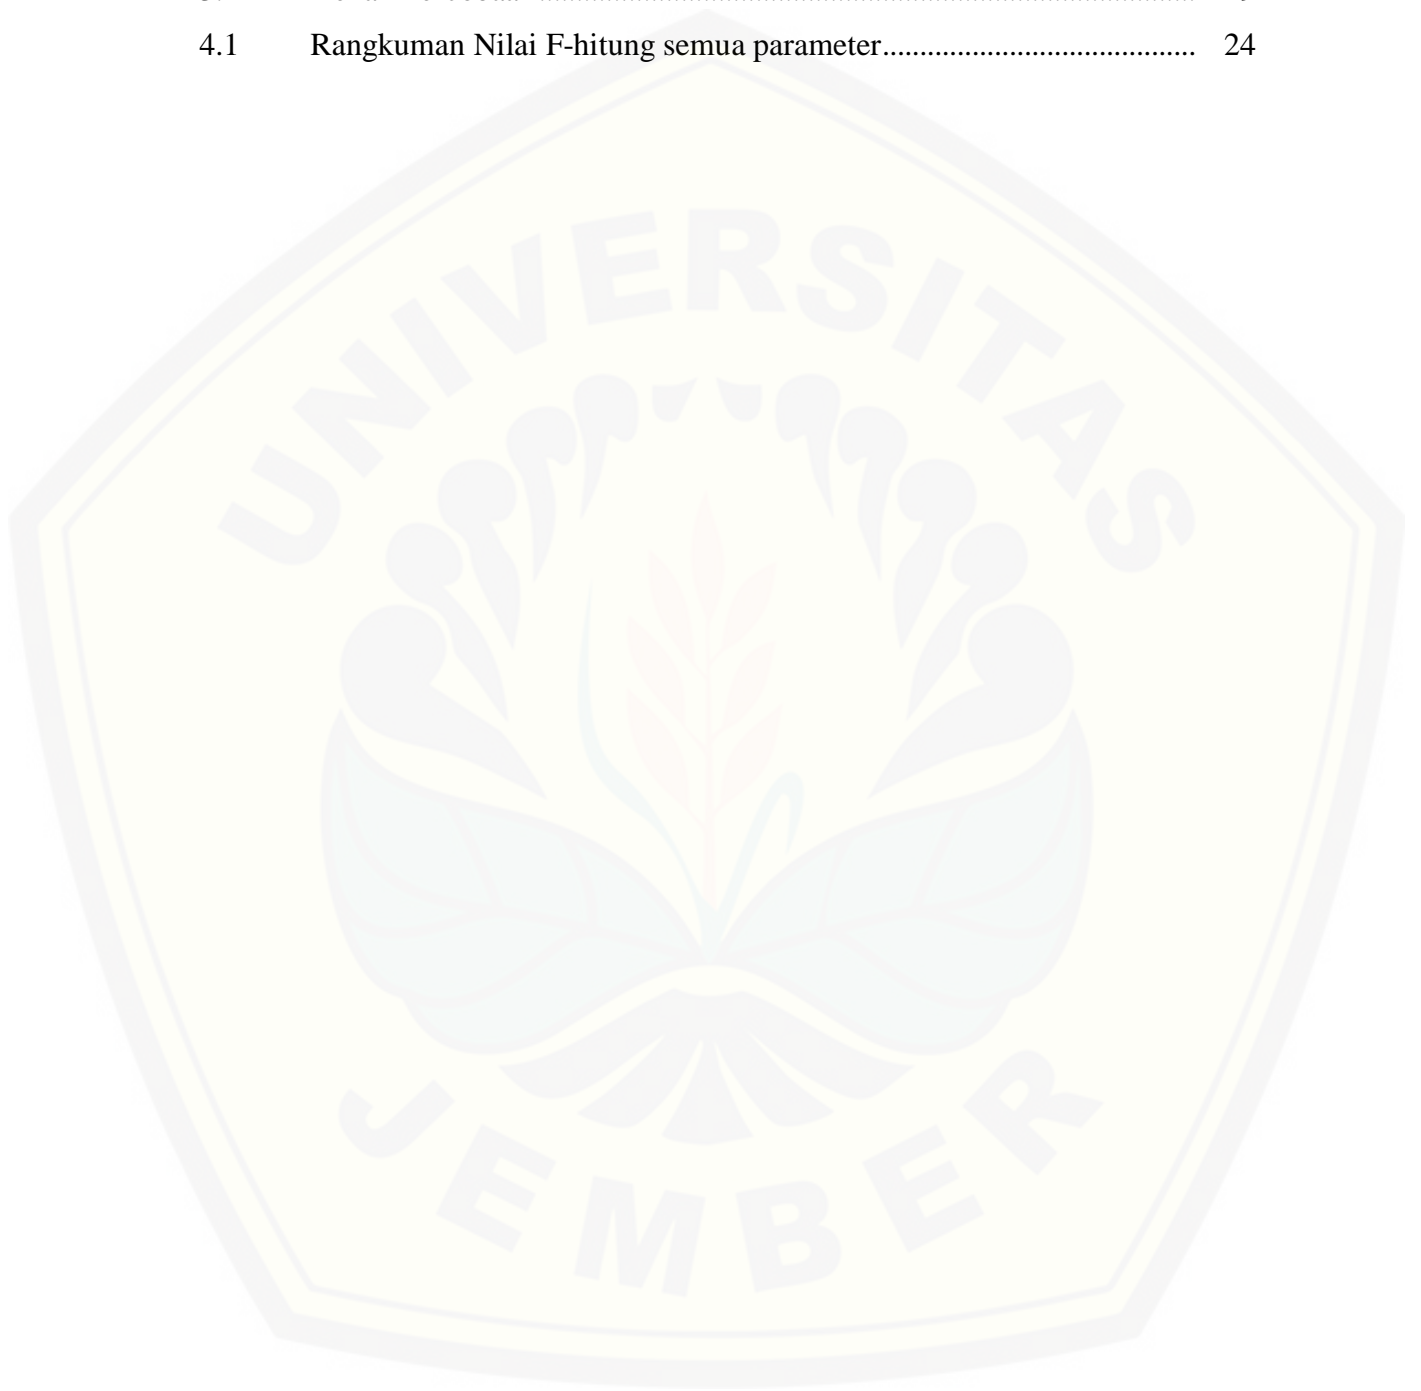 4.1 Rangkuman Nilai F-hitung semua parameter..........................................  24
UNIVERSITAS
JEMBER